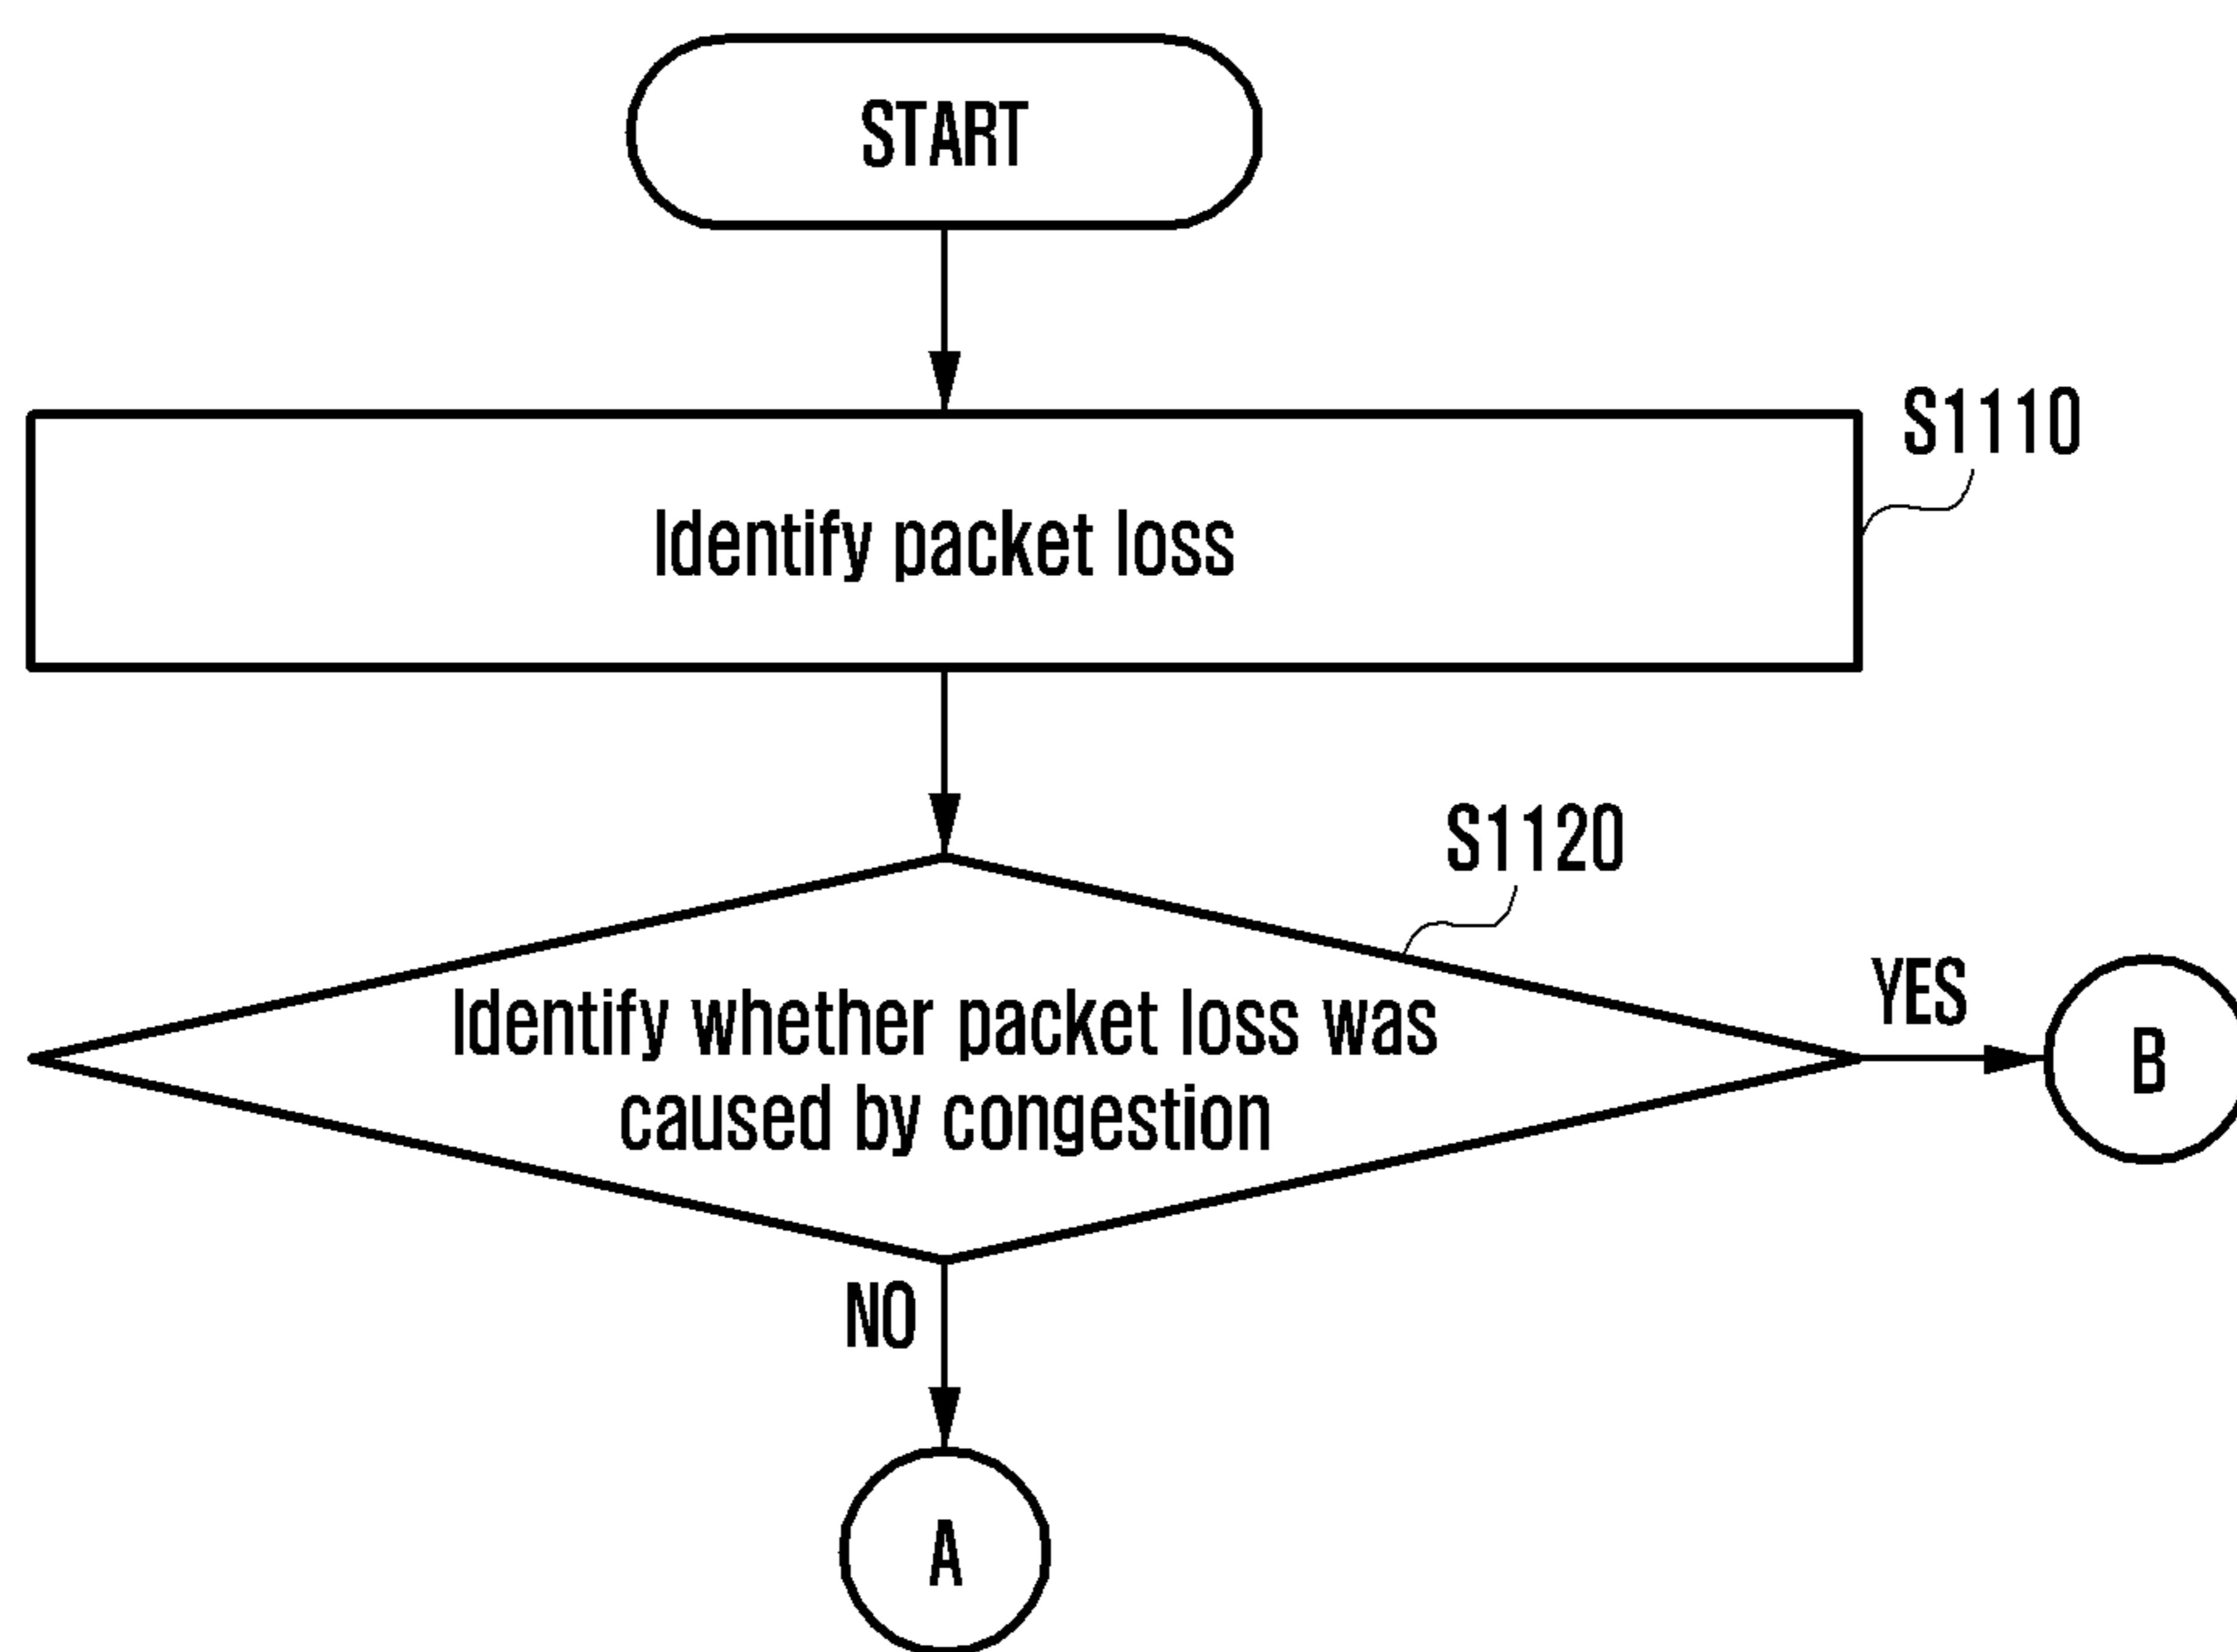 START
S1110
Identify packet loss
S1120
Identify whether packet loss was
caused by congestion
YES
B
NO
A